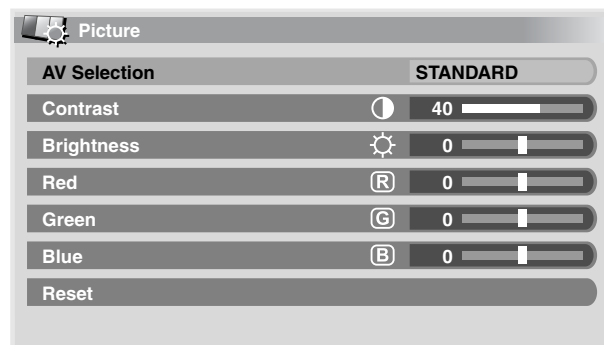 Picture
AV Selection STANDARD
Contrast 40
Brightness 0
Red R 0
Green G 0
Blue B 0
Reset